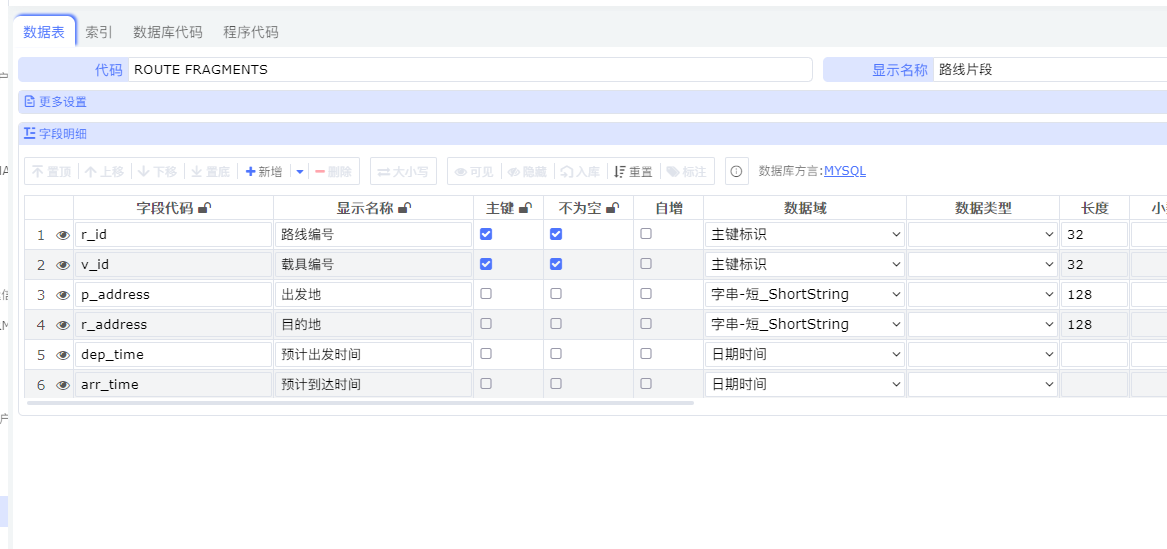 数据表 索引 数据库代码 程序代码
代码 ROUTE FRAGMENTS 显示名称 路线片段
更多设置
字段明细
置顶 上移 下移 置底 新增 删除 大小写 可见 隐藏 入库 重置 标注 数据库方言:MYSQL
字段代码 显示名称 主键 不为空 自增 数据域 数据类型 长度
1 r_id 路线编号 主键标识 32
2 v_id 载具编号 主键标识 32
3 p_address 出发地 字串-短_ShortString 128
4 r_address 目的地 字串-短_ShortString 128
5 dep_time 预计出发时间 日期时间
6 arr_time 预计到达时间 日期时间